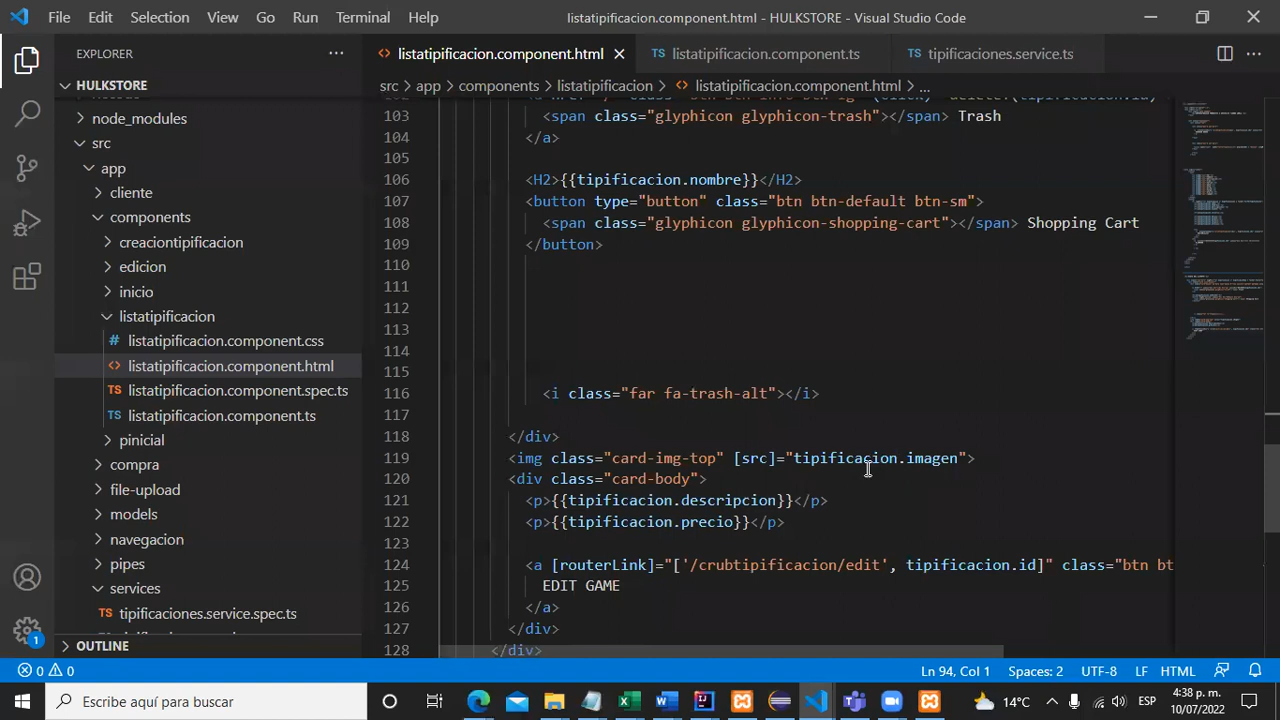 File Edit Selection View Go Run Terminal Help listatipificacion.component.html - HULKSTORE - Visual Studio Code
EXPLORER
HULKSTORE
node_modules
src
app
cliente
components
creaciontipificacion
edicion
inicio
listatipificacion
listatipificacion.component.css
listatipificacion.component.html
listatipificacion.component.spec.ts
listatipificacion.component.ts
pinicial
compra
file-upload
models
navegacion
pipes
services
tipificaciones.service.spec.ts
OUTLINE
listatipificacion.component.html listatipificacion.component.ts tipificaciones.service.ts
src > app > components > listatipificacion > listatipificacion.component.html > ...
103 <span class="glyphicon glyphicon-trash"></span> Trash
104 </a>
105
106 <H2>{{tipificacion.nombre}}</H2>
107 <button type="button" class="btn btn-default btn-sm">
108 <span class="glyphicon glyphicon-shopping-cart"></span> Shopping Cart
109 </button>
110
111
112
113
114
115
116 <i class="far fa-trash-alt"></i>
117
118 </div>
119 <img class="card-img-top" [src]="tipificacion.imagen">
120 <div class="card-body">
121 <p>{{tipificacion.descripcion}}</p>
122 <p>{{tipificacion.precio}}</p>
123
124 <a [routerLink]="['/crubtipificacion/edit', tipificacion.id]" class="btn bt
125 EDIT GAME
126 </a>
127 </div>
128 </div>
0 0 Ln 94, Col 1 Spaces: 2 UTF-8 LF HTML
1
Escribe aquí para buscar 14°C ESP 4:38 p. m.
10/07/2022